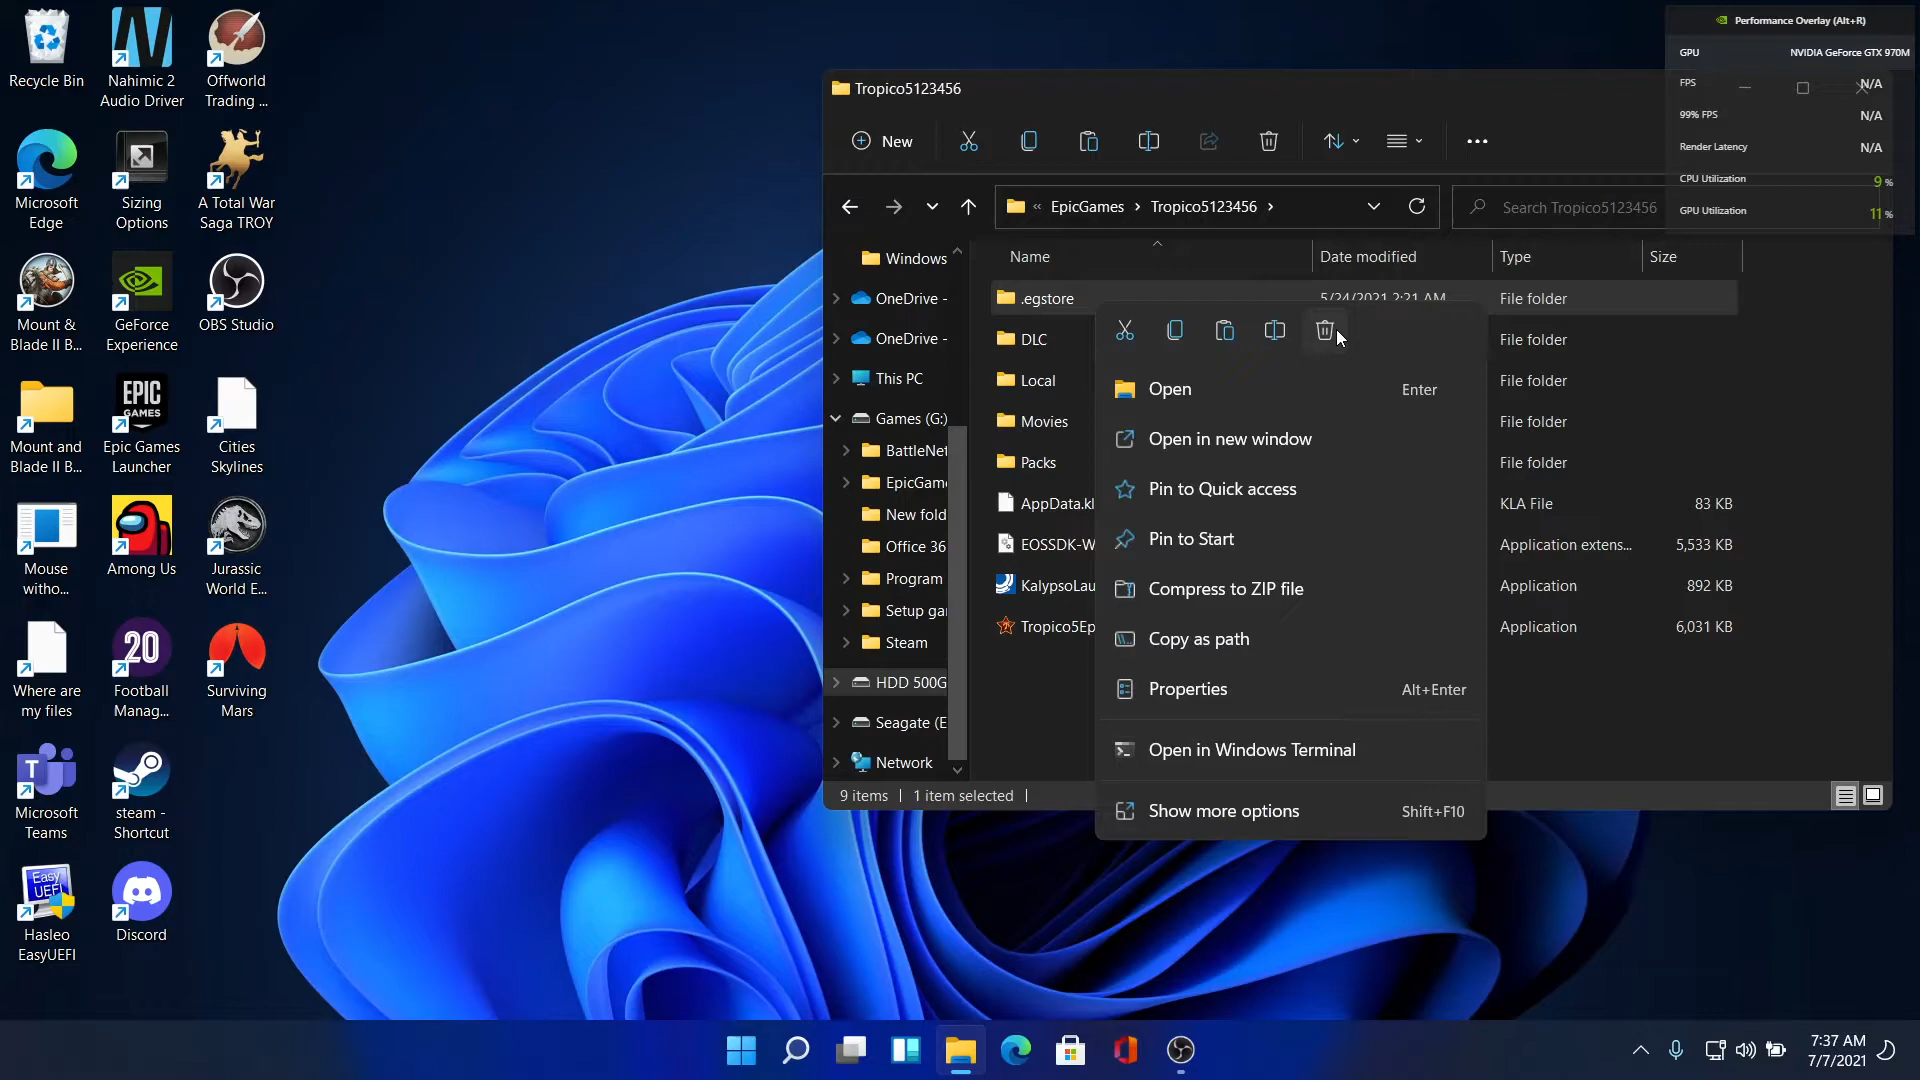 Recycle Bin
Nahimic 2
Audio Driver
Offworld
Trading ...
Microsoft
Edge
Sizing
Options
A Total War
Saga TROY
Mount &
Blade II B...
GeForce
Experience
OBS Studio
Mount and
Blade II B...
EPIC
GAMES
Epic Games
Launcher
Cities
Skylines
Mouse
witho...
Among Us
Jurassic
World E...
Where are
my files
20
Football
Manag...
Surviving
Mars
T
Microsoft
Teams
steam -
Shortcut
Easy
UEFI
Hasleo
EasyUEFI
Discord
Tropico5123456
New
« EpicGames › Tropico5123456 ›
Search Tropico5123456
Windows
OneDrive -
OneDrive -
This PC
Games (G:)
BattleNet
EpicGame
New fold
Office 36
Program
Setup gar
Steam
HDD 500G
Seagate (E
Network
Name Date modified Type Size
.egstore 5/24/2021 2:21 AM File folder
DLC File folder
Local File folder
Movies File folder
Packs File folder
AppData.kl KLA File 83 KB
EOSSDK-W Application extens... 5,533 KB
KalypsoLau Application 892 KB
Tropico5Ep Application 6,031 KB
9 items 1 item selected
Open Enter
Open in new window
Pin to Quick access
Pin to Start
Compress to ZIP file
Copy as path
Properties Alt+Enter
Open in Windows Terminal
Show more options Shift+F10
Performance Overlay (Alt+R)
GPU NVIDIA GeForce GTX 970M
FPS N/A
99% FPS N/A
Render Latency N/A
CPU Utilization 9 %
GPU Utilization 11 %
7:37 AM
7/7/2021